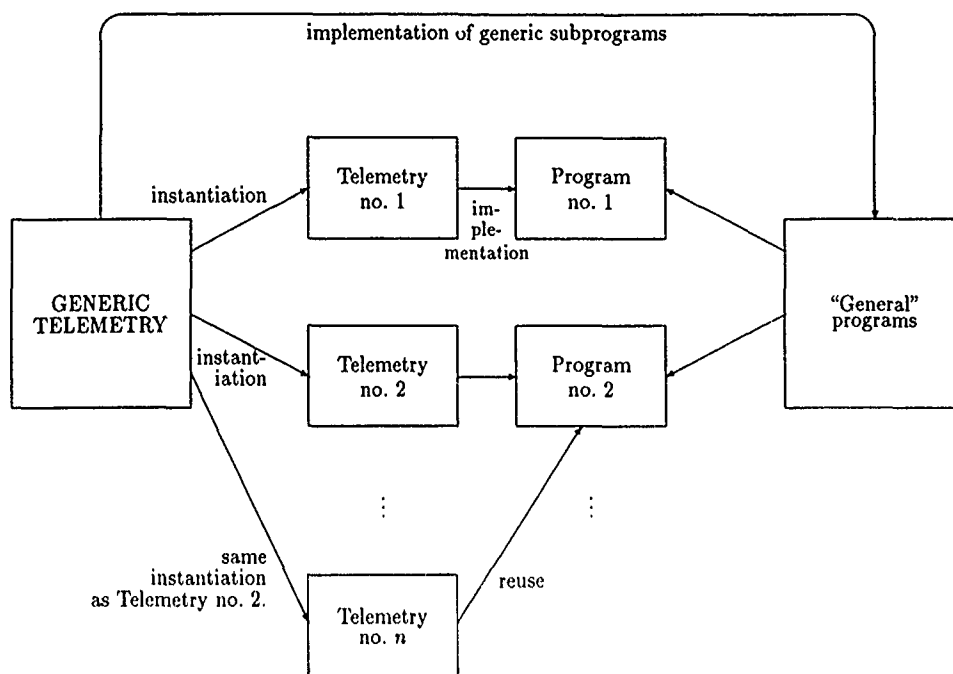 implementation of generic subprograms
Telemetry
no. 1
Program
no. 1
instantiation
im-
ple-
mentation
GENERIC
TELEMETRY
"General"
programs
instant-
iation
Telemetry
no. 2
Program
no. 2
⋮
⋮
same
instantiation
as Telemetry no. 2.
reuse
Telemetry
no. n